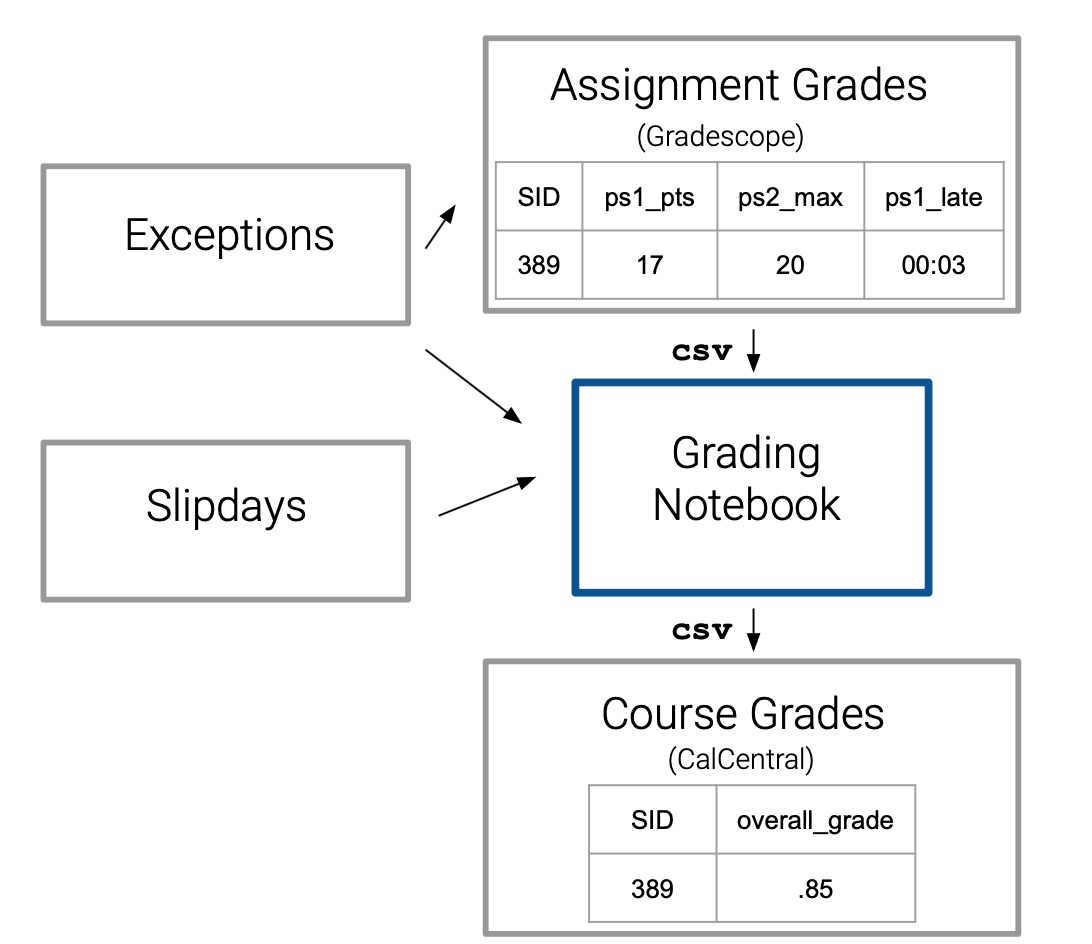 Assignment Grades
(Gradescope)
SID ps1_pts ps2_max ps1_late
389 17 20 00:03
Exceptions
csv
Grading
Notebook
Slipdays
csv
Course Grades
(CalCentral)
SID overall_grade
389 .85